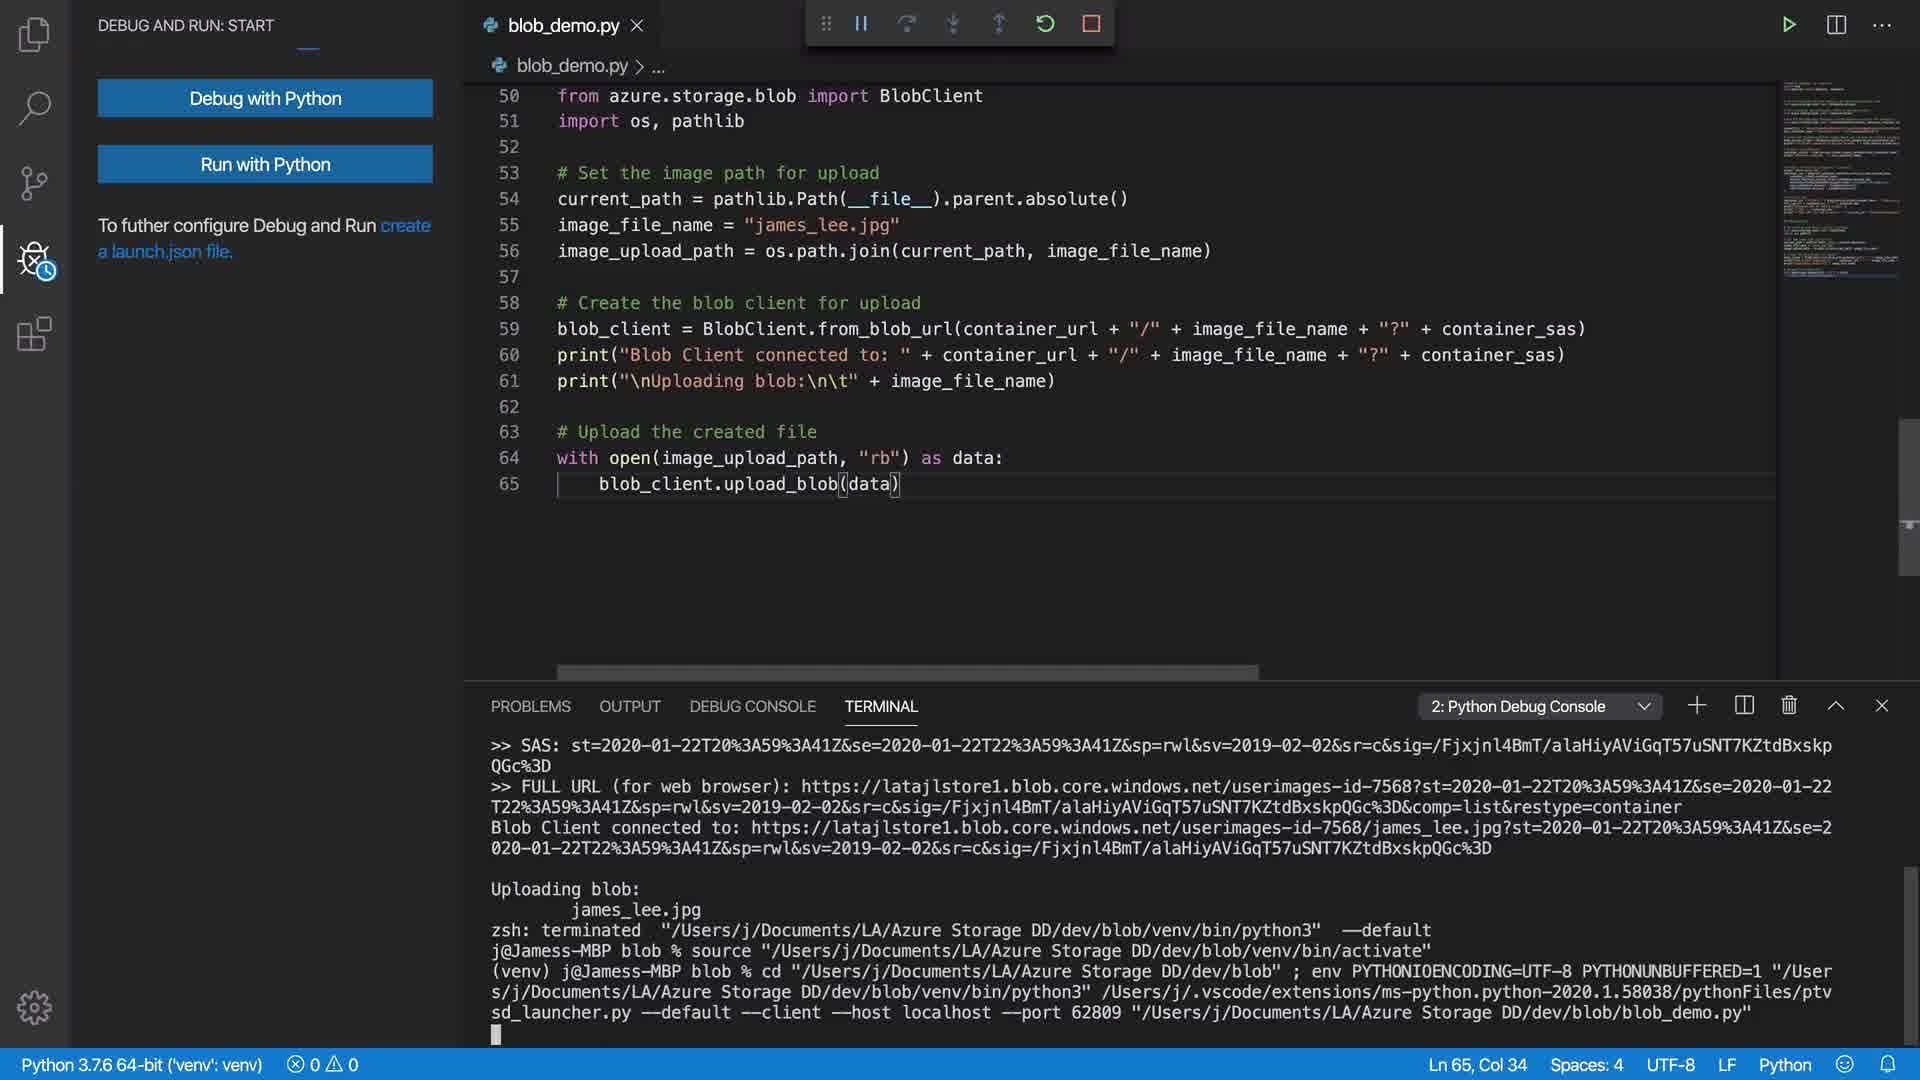 DEBUG AND RUN: START
Debug with Python
Run with Python
To futher configure Debug and Run create
a launch.json file.
blob_demo.py
blob_demo.py > ...
50 from azure.storage.blob import BlobClient
51 import os, pathlib
52
53 # Set the image path for upload
54 current_path = pathlib.Path(__file__).parent.absolute()
55 image_file_name = "james_lee.jpg"
56 image_upload_path = os.path.join(current_path, image_file_name)
57
58 # Create the blob client for upload
59 blob_client = BlobClient.from_blob_url(container_url + "/" + image_file_name + "?" + container_sas)
60 print("Blob Client connected to: " + container_url + "/" + image_file_name + "?" + container_sas)
61 print("\nUploading blob:\n\t" + image_file_name)
62
63 # Upload the created file
64 with open(image_upload_path, "rb") as data:
65 blob_client.upload_blob(data)
PROBLEMS OUTPUT DEBUG CONSOLE TERMINAL 2: Python Debug Console
>> SAS: st=2020-01-22T20%3A59%3A41Z&se=2020-01-22T22%3A59%3A41Z&sp=rwl&sv=2019-02-02&sr=c&sig=/Fjxjnl4BmT/alaHiyAViGqT57uSNT7KZtdBxskp
QGc%3D
>> FULL URL (for web browser): https://latajlstore1.blob.core.windows.net/userimages-id-7568?st=2020-01-22T20%3A59%3A41Z&se=2020-01-22
T22%3A59%3A41Z&sp=rwl&sv=2019-02-02&sr=c&sig=/Fjxjnl4BmT/alaHiyAViGqT57uSNT7KZtdBxskpQGc%3D&comp=list&restype=container
Blob Client connected to: https://latajlstore1.blob.core.windows.net/userimages-id-7568/james_lee.jpg?st=2020-01-22T20%3A59%3A41Z&se=2
020-01-22T22%3A59%3A41Z&sp=rwl&sv=2019-02-02&sr=c&sig=/Fjxjnl4BmT/alaHiyAViGqT57uSNT7KZtdBxskpQGc%3D
Uploading blob:
james_lee.jpg
zsh: terminated "/Users/j/Documents/LA/Azure Storage DD/dev/blob/venv/bin/python3" --default
j@Jamess-MBP blob % source "/Users/j/Documents/LA/Azure Storage DD/dev/blob/venv/bin/activate"
(venv) j@Jamess-MBP blob % cd "/Users/j/Documents/LA/Azure Storage DD/dev/blob" ; env PYTHONIOENCODING=UTF-8 PYTHONUNBUFFERED=1 "/User
s/j/Documents/LA/Azure Storage DD/dev/blob/venv/bin/python3" /Users/j/.vscode/extensions/ms-python.python-2020.1.58038/pythonFiles/ptv
sd_launcher.py --default --client --host localhost --port 62809 "/Users/j/Documents/LA/Azure Storage DD/dev/blob/blob_demo.py"
Python 3.7.6 64-bit ('venv': venv) 0 0 Ln 65, Col 34 Spaces: 4 UTF-8 LF Python